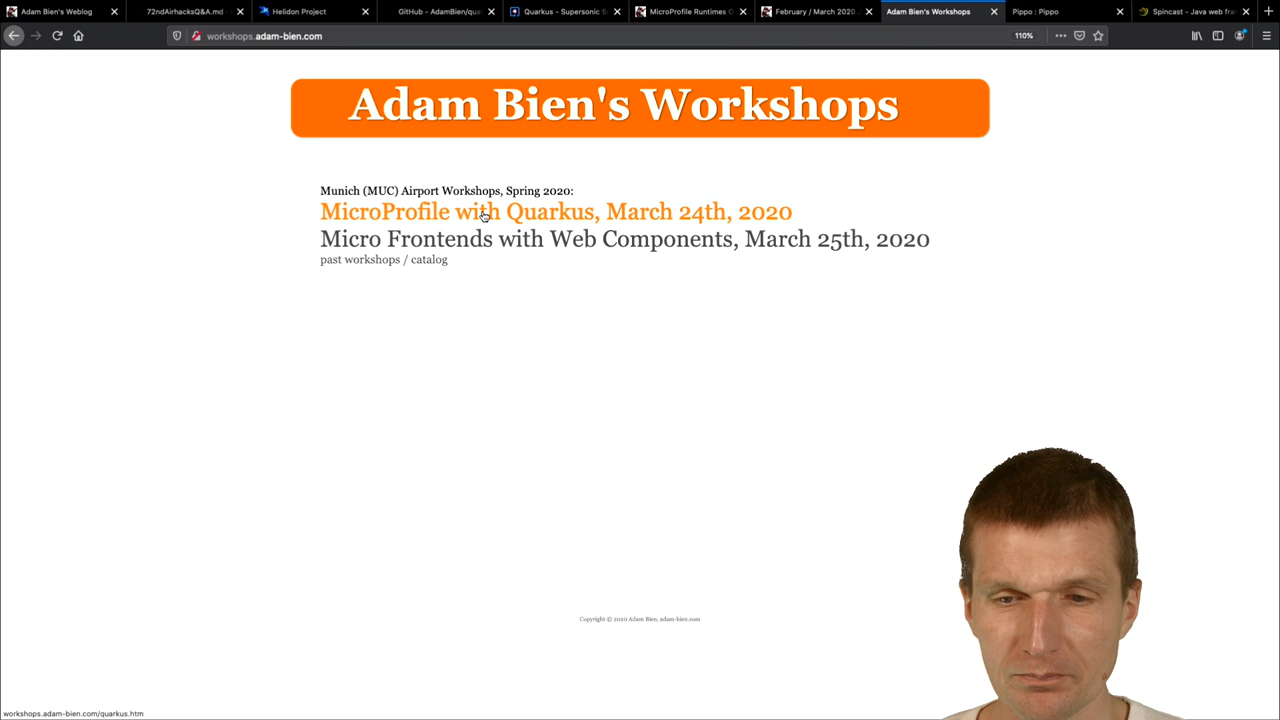 Adam Bien's Weblog
72ndAirhacksQ&A.md -
Helidon Project
GitHub - AdamBien/qua
Quarkus - Supersonic S
MicroProfile Runtimes
February / March 2020
Adam Bien's Workshops
Pippo : Pippo
Spincast - Java web fra
workshops.adam-bien.com
110%
Adam Bien's Workshops
Munich (MUC) Airport Workshops, Spring 2020:
MicroProfile with Quarkus, March 24th, 2020
Micro Frontends with Web Components, March 25th, 2020
past workshops / catalog
Copyright © 2020 Adam Bien, adam-bien.com
workshops.adam-bien.com/quarkus.htm